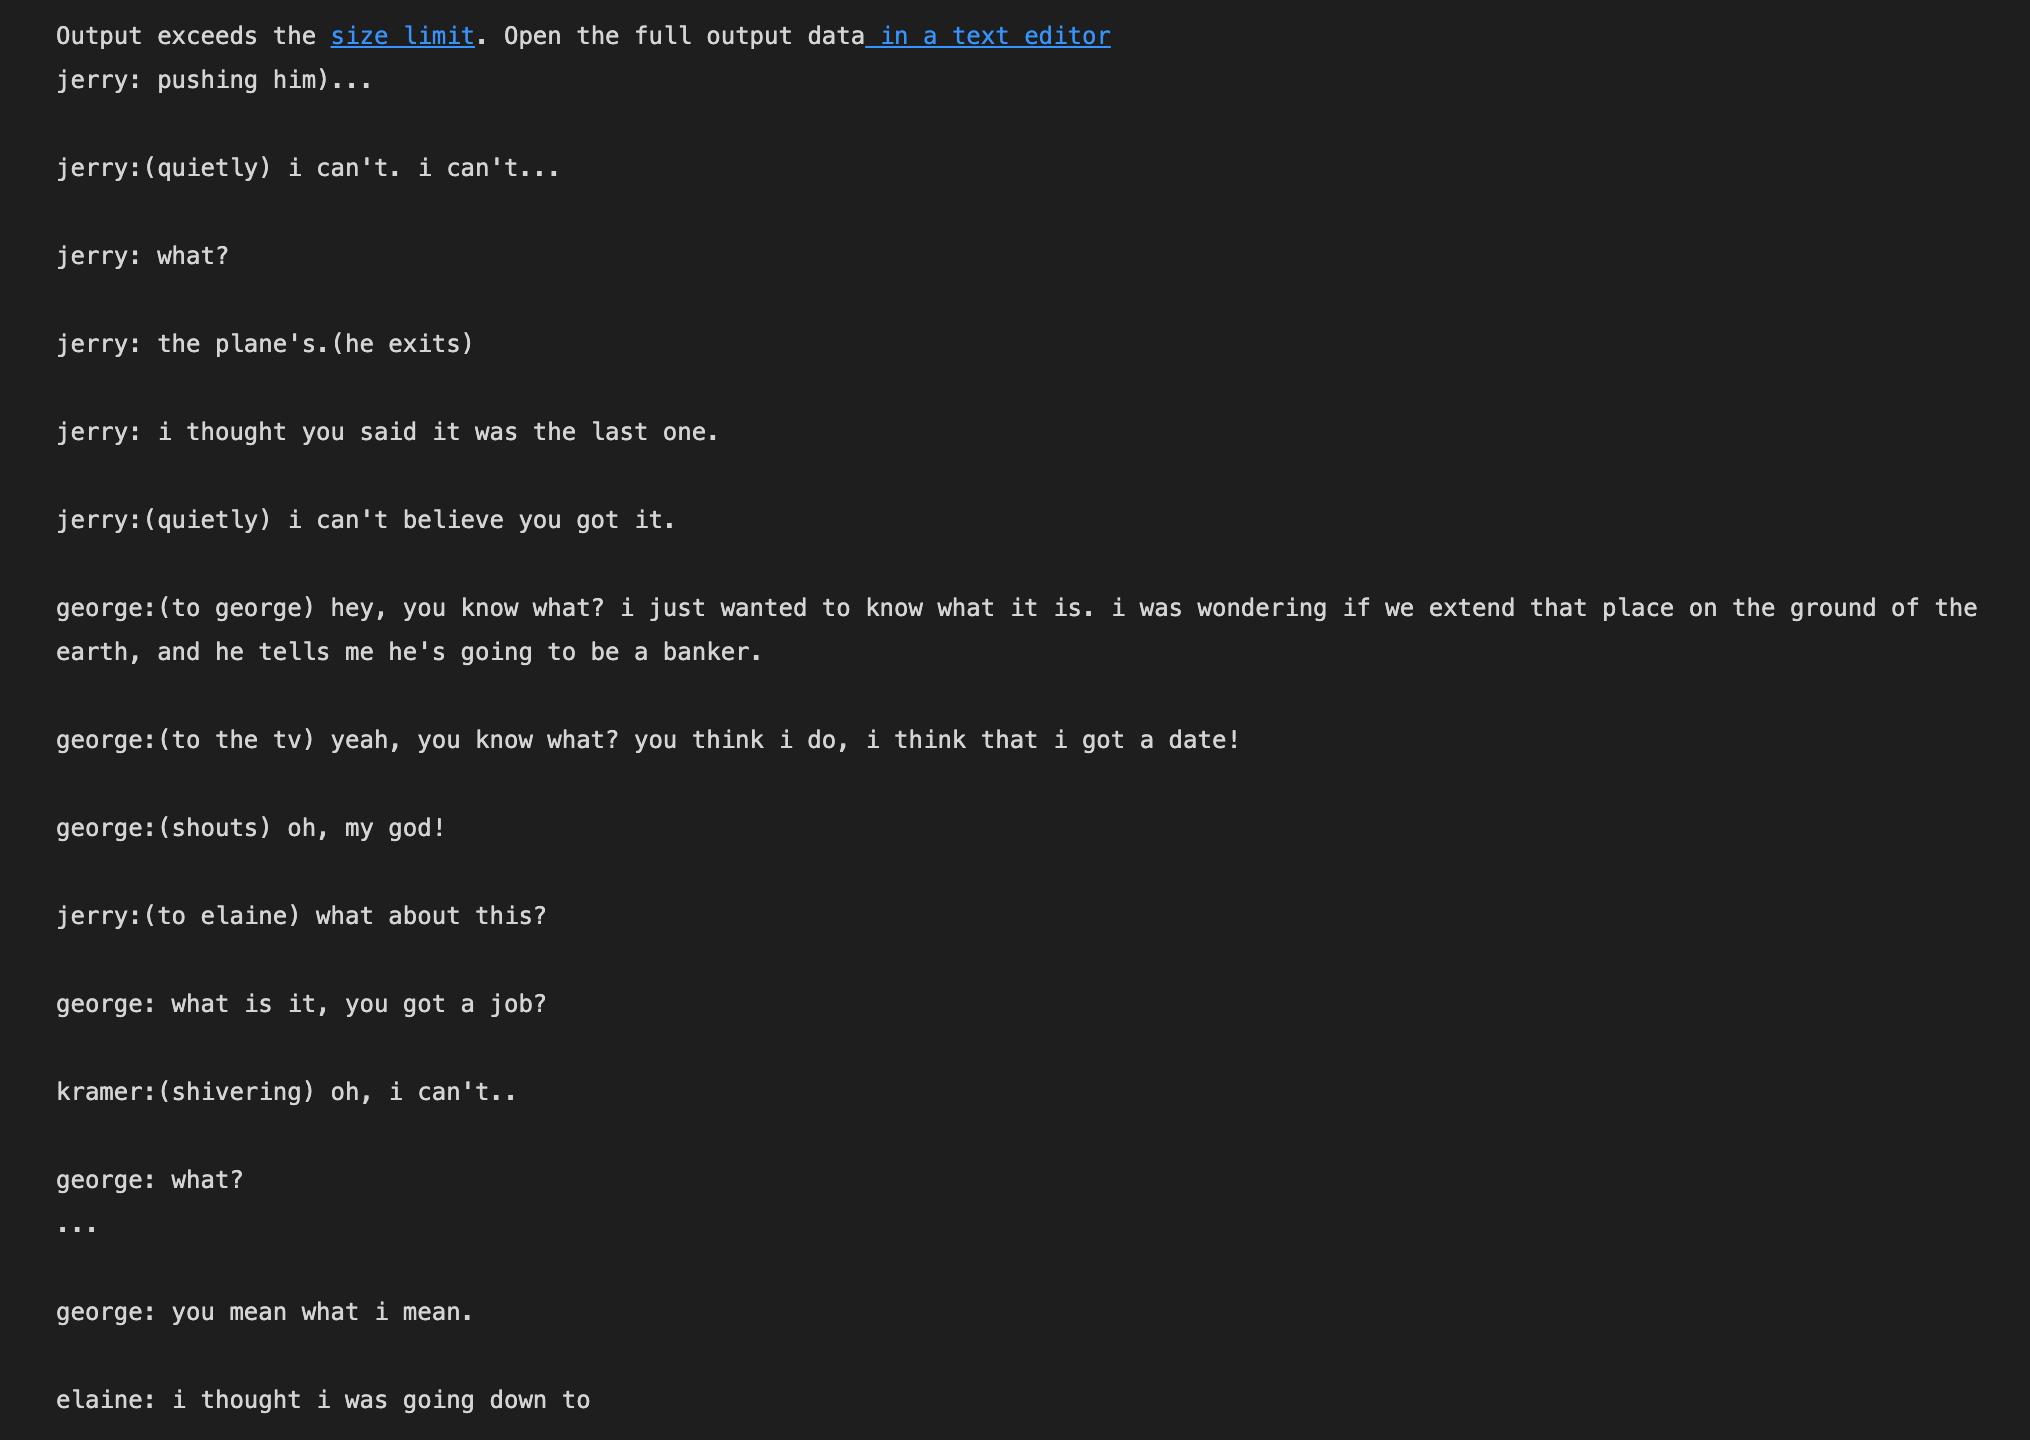 Output exceeds the size limit. Open the full output data in a text editor
jerry: pushing him)...
jerry:(quietly) i can't. i can't...
jerry: what?
jerry: the plane's.(he exits)
jerry: i thought you said it was the last one.
jerry:(quietly) i can't believe you got it.
george:(to george) hey, you know what? i just wanted to know what it is. i was wondering if we extend that place on the ground of the
earth, and he tells me he's going to be a banker.
george:(to the tv) yeah, you know what? you think i do, i think that i got a date!
george:(shouts) oh, my god!
jerry:(to elaine) what about this?
george: what is it, you got a job?
kramer:(shivering) oh, i can't..
george: what?
...
george: you mean what i mean.
elaine: i thought i was going down to